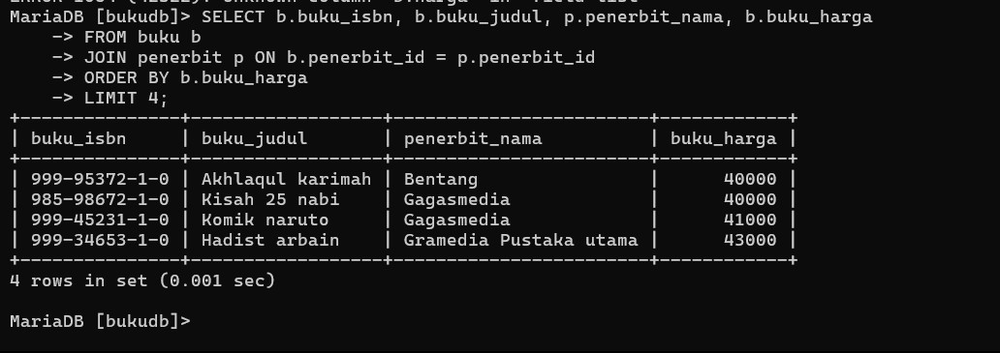 MariaDB [bukudb]> SELECT b.buku_isbn, b.buku_judul, p.penerbit_nama, b.buku_harga
    -> FROM buku b
    -> JOIN penerbit p ON b.penerbit_id = p.penerbit_id
    -> ORDER BY b.buku_harga
    -> LIMIT 4;
+---------------+-----------------+------------------------+------------+
| buku_isbn     | buku_judul      | penerbit_nama          | buku_harga |
+---------------+-----------------+------------------------+------------+
| 999-95372-1-0 | Akhlaqul karimah | Bentang                |      40000 |
| 985-98672-1-0 | Kisah 25 nabi    | Gagasmedia             |      40000 |
| 999-45231-1-0 | Komik naruto     | Gagasmedia             |      41000 |
| 999-34653-1-0 | Hadist arbain    | Gramedia Pustaka utama |      43000 |
+---------------+-----------------+------------------------+------------+
4 rows in set (0.001 sec)
MariaDB [bukudb]>